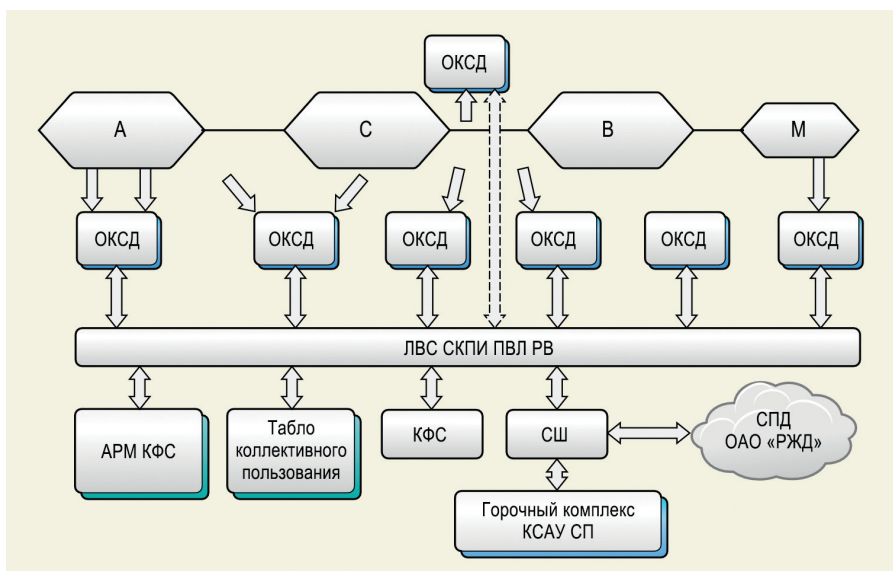 ОКСД
А
С
В
М
ОКСД
ОКСД
ОКСД
ОКСД
ОКСД
ОКСД
ЛВС СКПИ ПВЛ РВ
АРМ КФС
Табло
коллективного
пользования
КФС
СШ
СПД
ОАО «РЖД»
Горочный комплекс
КСАУ СП